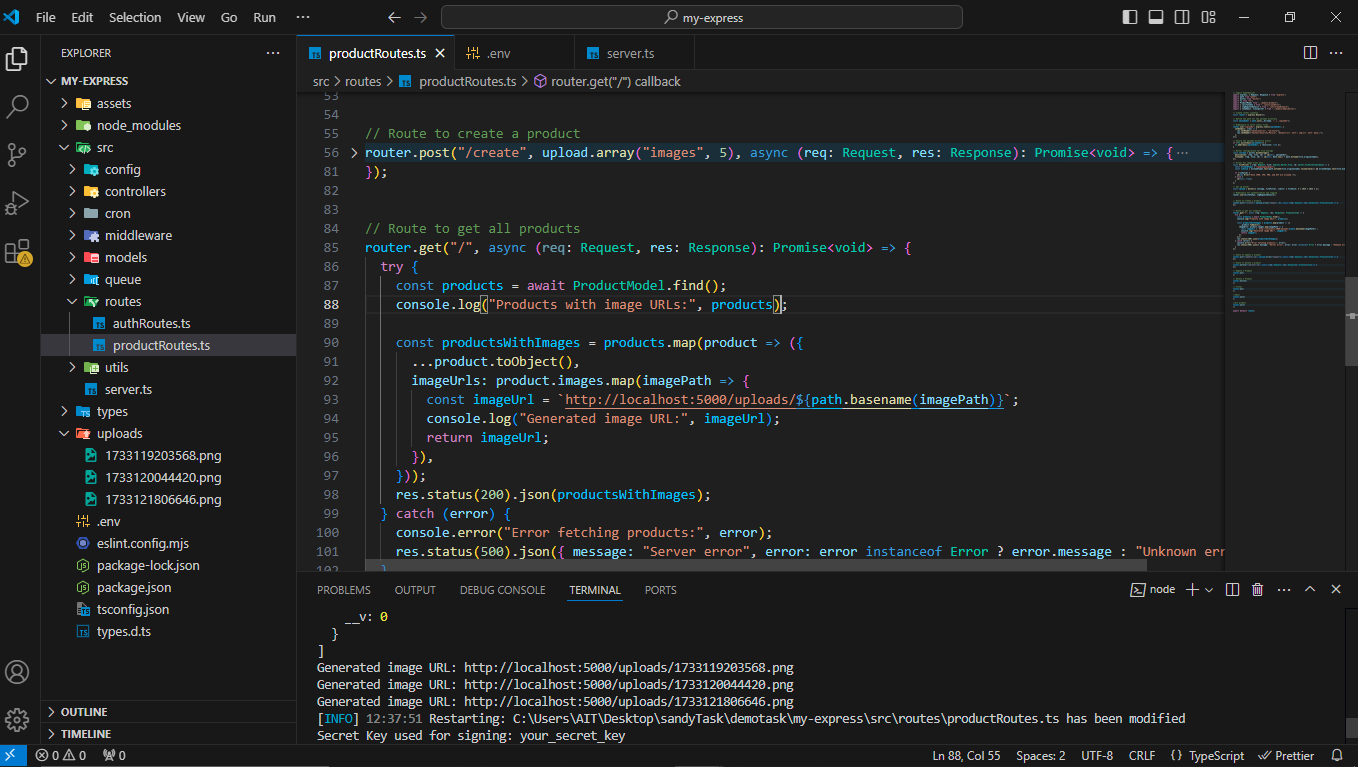 File Edit Selection View Go Run ··· my-express
EXPLORER ···
MY-EXPRESS
assets
node_modules
src
config
controllers
cron
middleware
models
queue
routes
authRoutes.ts
productRoutes.ts
utils
server.ts
types
uploads
1733119203568.png
1733120044420.png
1733121806646.png
.env
eslint.config.mjs
package-lock.json
package.json
tsconfig.json
types.d.ts
OUTLINE
TIMELINE
productRoutes.ts .env server.ts
src > routes > productRoutes.ts > router.get("/") callback
53
54
55 // Route to create a product
56 router.post("/create", upload.array("images", 5), async (req: Request, res: Response): Promise<void> => {···
81 });
82
83
84 // Route to get all products
85 router.get("/", async (req: Request, res: Response): Promise<void> => {
86 try {
87 const products = await ProductModel.find();
88 console.log("Products with image URLs:", products);
89
90 const productsWithImages = products.map(product => ({
91 ...product.toObject(),
92 imageUrls: product.images.map(imagePath => {
93 const imageUrl = `http://localhost:5000/uploads/${path.basename(imagePath)}`;
94 console.log("Generated image URL:", imageUrl);
95 return imageUrl;
96 }),
97 }));
98 res.status(200).json(productsWithImages);
99 } catch (error) {
100 console.error("Error fetching products:", error);
101 res.status(500).json({ message: "Server error", error: error instanceof Error ? error.message : "Unknown err
102 }
PROBLEMS OUTPUT DEBUG CONSOLE TERMINAL PORTS node
__v: 0
}
]
Generated image URL: http://localhost:5000/uploads/1733119203568.png
Generated image URL: http://localhost:5000/uploads/1733120044420.png
Generated image URL: http://localhost:5000/uploads/1733121806646.png
[INFO] 12:37:51 Restarting: C:\Users\AIT\Desktop\sandyTask\demotask\my-express\src\routes\productRoutes.ts has been modified
Secret Key used for signing: your_secret_key
0 0 0 Ln 88, Col 55 Spaces: 2 UTF-8 CRLF {} TypeScript Prettier